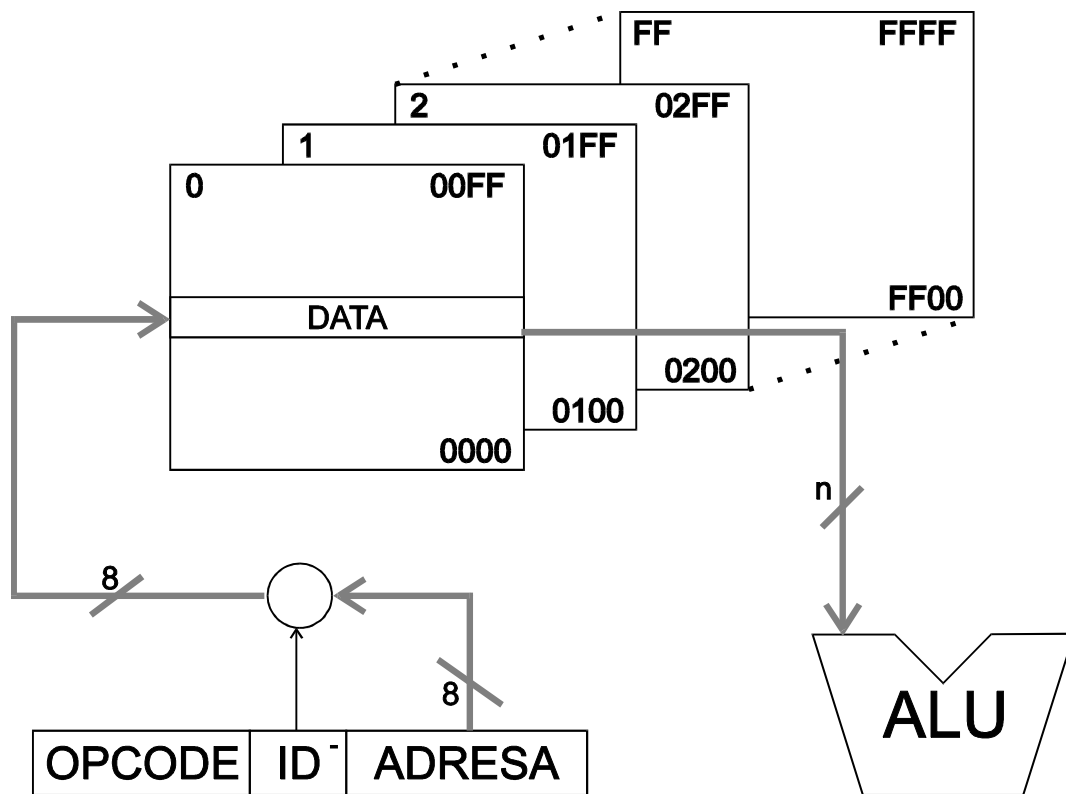 FF FFFF
2 02FF
1 01FF
0 00FF
FF00
DATA
0200
0100
0000
n
8
8
ALU
OPCODE ID - ADRESA